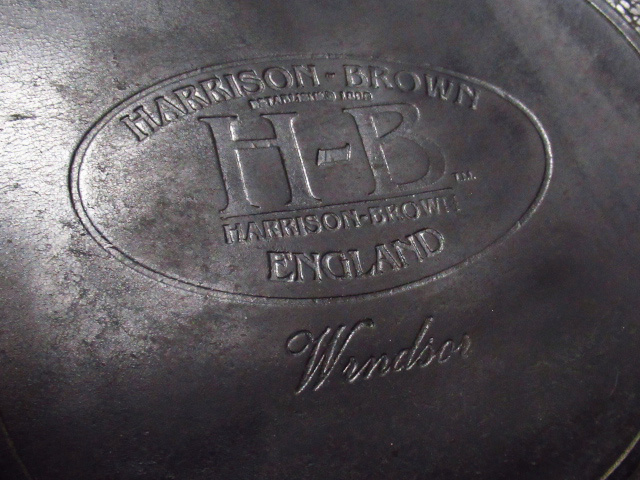 HARRISON-BROWN
H-B
T.M.
HARRISON-BROWN
ENGLAND
Windsor